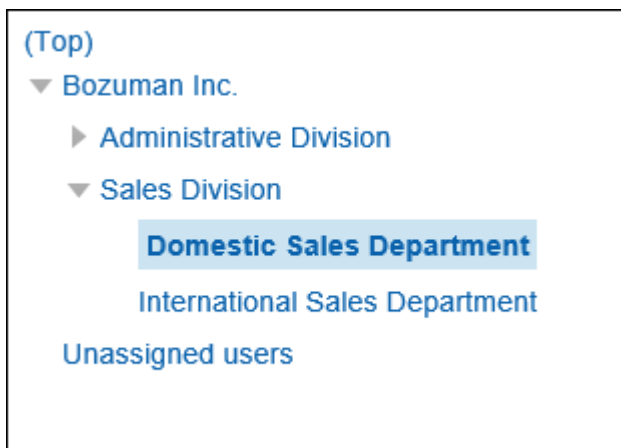 (Top)
Bozuman Inc.
Administrative Division
Sales Division
Domestic Sales Department
International Sales Department
Unassigned users